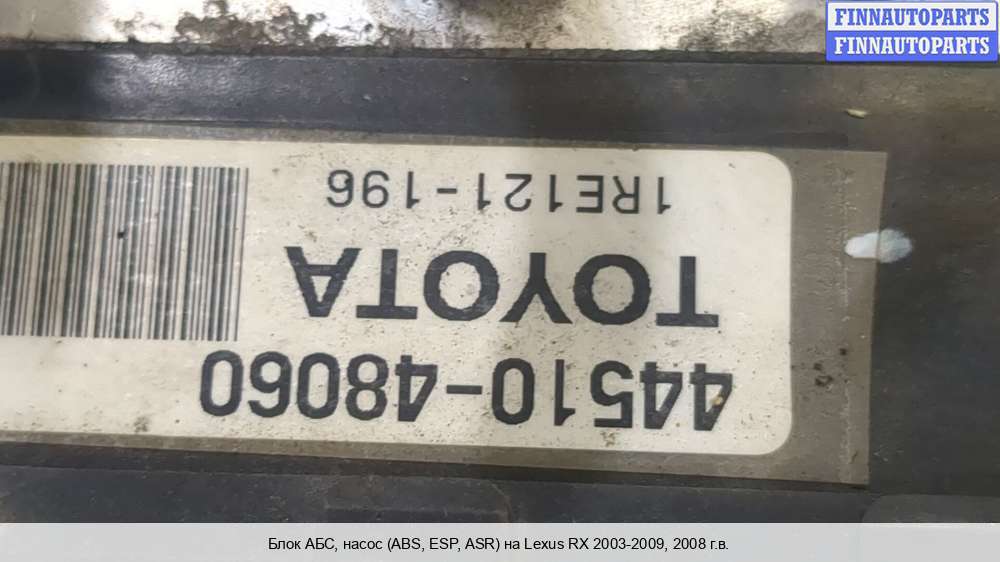 FINNAUTOPARTS
FINNAUTOPARTS
44510-48060
TOYOTA
1RE121-196
Блок АБС, насос (ABS, ESP, ASR) на Lexus RX 2003-2009, 2008 г.в.